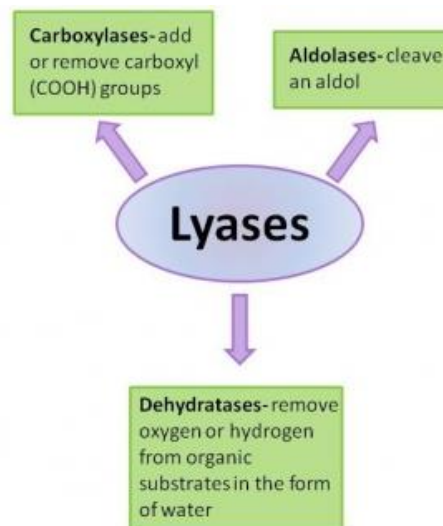 Carboxylases- add
or remove carboxyl
(COOH) groups
Aldolases- cleave
an aldol
Lyases
Dehydratases- remove
oxygen or hydrogen
from organic
substrates in the form
of water